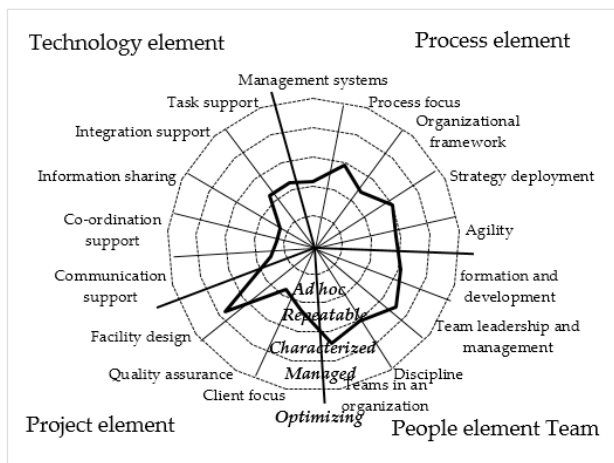 Technology element
Process element
Management systems
Task support
Process focus
Integration support
Organizational
framework
Information sharing
Strategy deployment
Co-ordination
support
Agility
Communication
support
formation and
development
Ad hoc
Repeatable
Facility design
Team leadership and
management
Characterized
Quality assurance
Managed
Discipline
Client focus
Teams in an
organization
Optimizing
Project element
People element Team